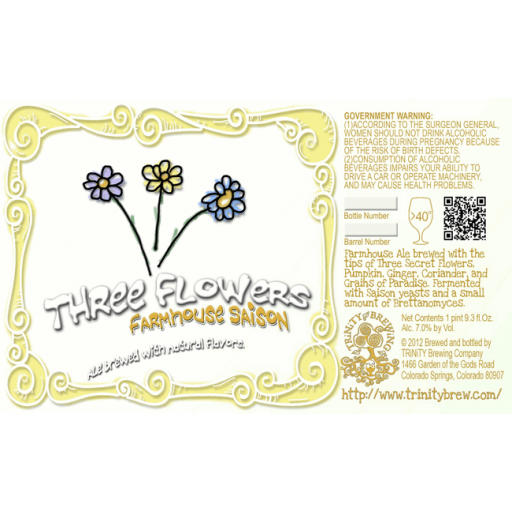 THREE FLOWERS
FARMHOUSE SAISON
Ale brewed with natural flavors.
GOVERNMENT WARNING:
(1)ACCORDING TO THE SURGEON GENERAL,
WOMEN SHOULD NOT DRINK ALCOHOLIC
BEVERAGES DURING PREGNANCY BECAUSE
OF THE RISK OF BIRTH DEFECTS.
(2)CONSUMPTION OF ALCOHOLIC
BEVERAGES IMPAIRS YOUR ABILITY TO
DRIVE A CAR OR OPERATE MACHINERY,
AND MAY CAUSE HEALTH PROBLEMS.
Bottle Number
>40°
Barrel Number
Farmhouse Ale brewed with the
tips of Three Secret Flowers,
Pumpkin, Ginger, Coriander, and
Grains of Paradise. Fermented
with Saison yeasts and a small
amount of Brettanomyces.
Net Contents 1 pint 9.3 fl.Oz.
Alc. 7.0% by Vol.
TRINITY BREWING
© 2012 Brewed and bottled by
TRiNiTY Brewing Company
1466 Garden of the Gods Road
Colorado Springs, Colorado 80907
http://www.trinitybrew.com/